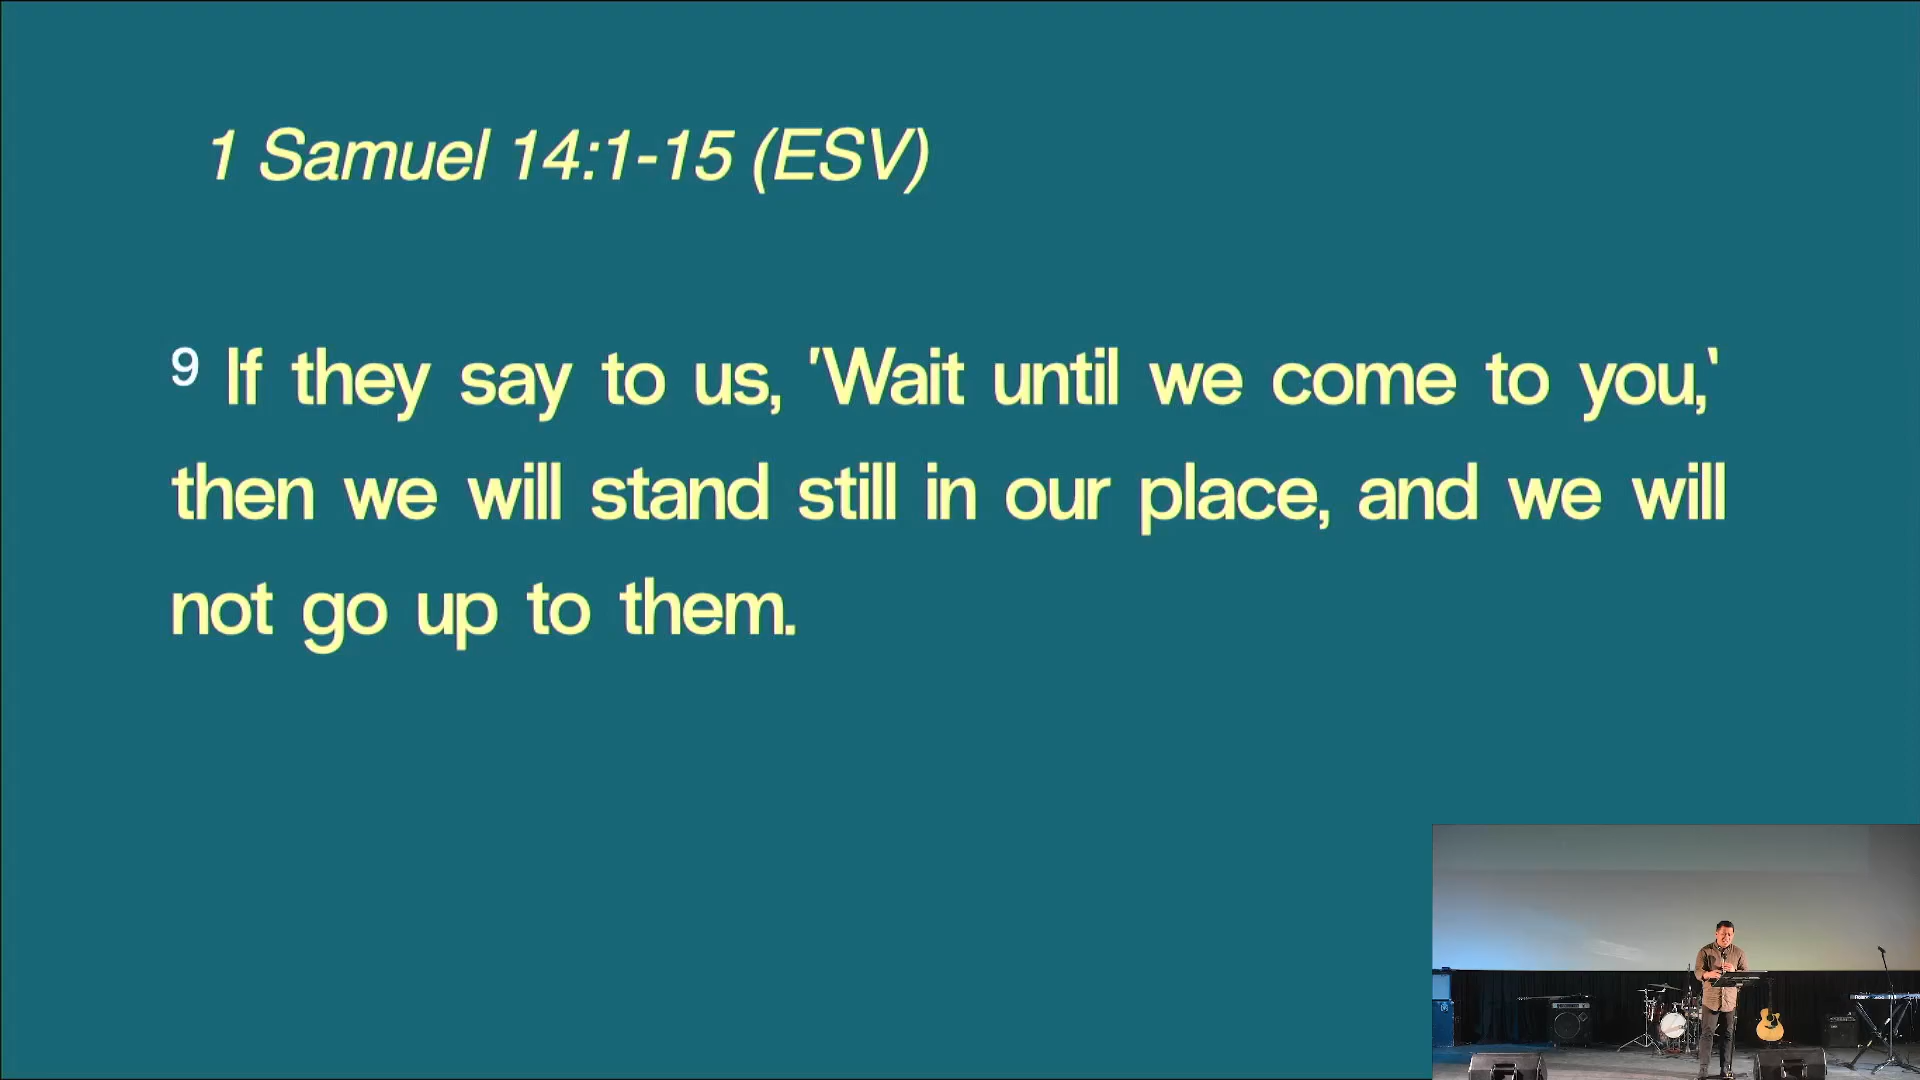 1 Samuel 14:1-15 (ESV)
9 If they say to us, 'Wait until we come to you,'
then we will stand still in our place, and we will
not go up to them.